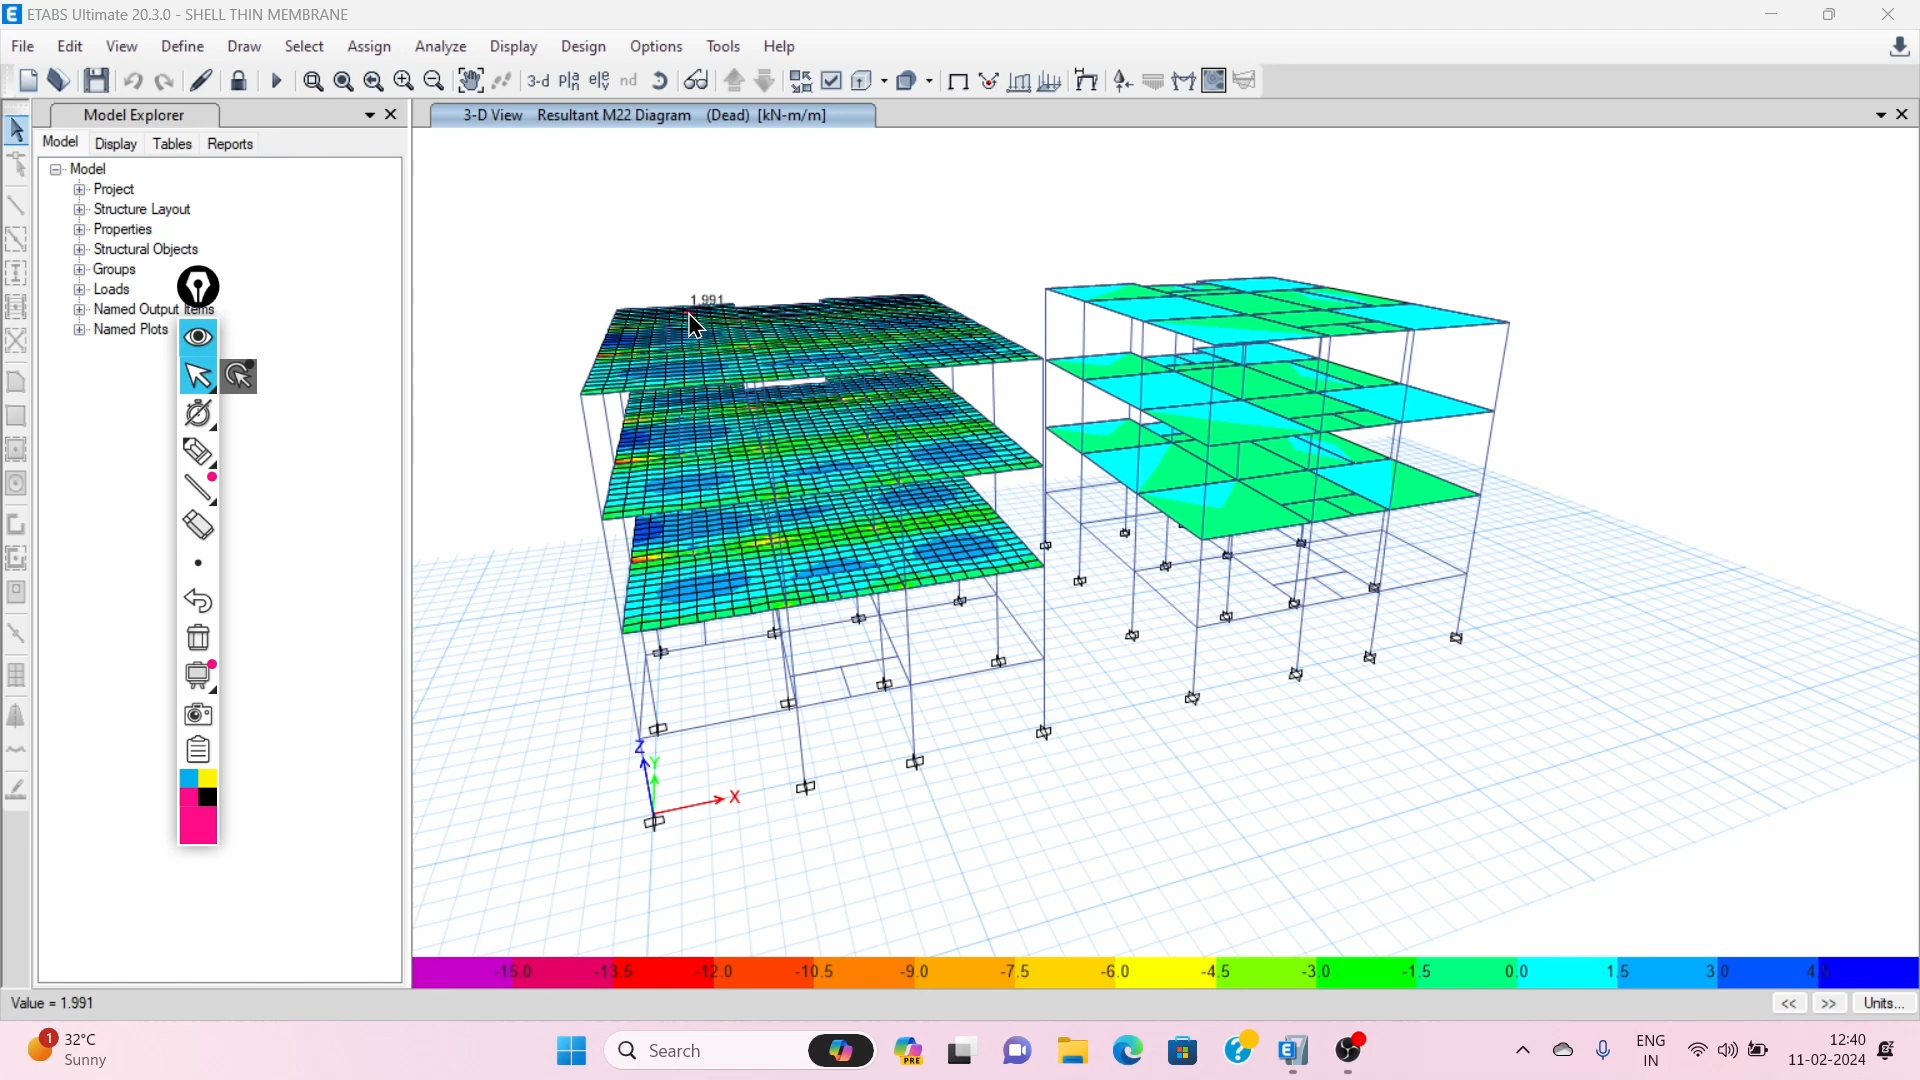 ETABS Ultimate 20.3.0 - SHELL THIN MEMBRANE
File Edit View Define Draw Select Assign Analyze Display Design Options Tools Help
3-d
nd
Model Explorer
3-D View Resultant M22 Diagram (Dead) [kN-m/m]
Model Display Tables Reports
Model
Project
Structure Layout
Properties
Structural Objects
Groups
Loads
Named Output Items
Named Plots
1.991
Z
Y
X
-15.0 -13.5 -12.0 -10.5 -9.0 -7.5 -6.0 -4.5 -3.0 -1.5 0.0 1.5 3.0
Value = 1.991
<< >> Units...
1
32°C
Sunny
Search
PRE
ENG
IN
12:40
11-02-2024